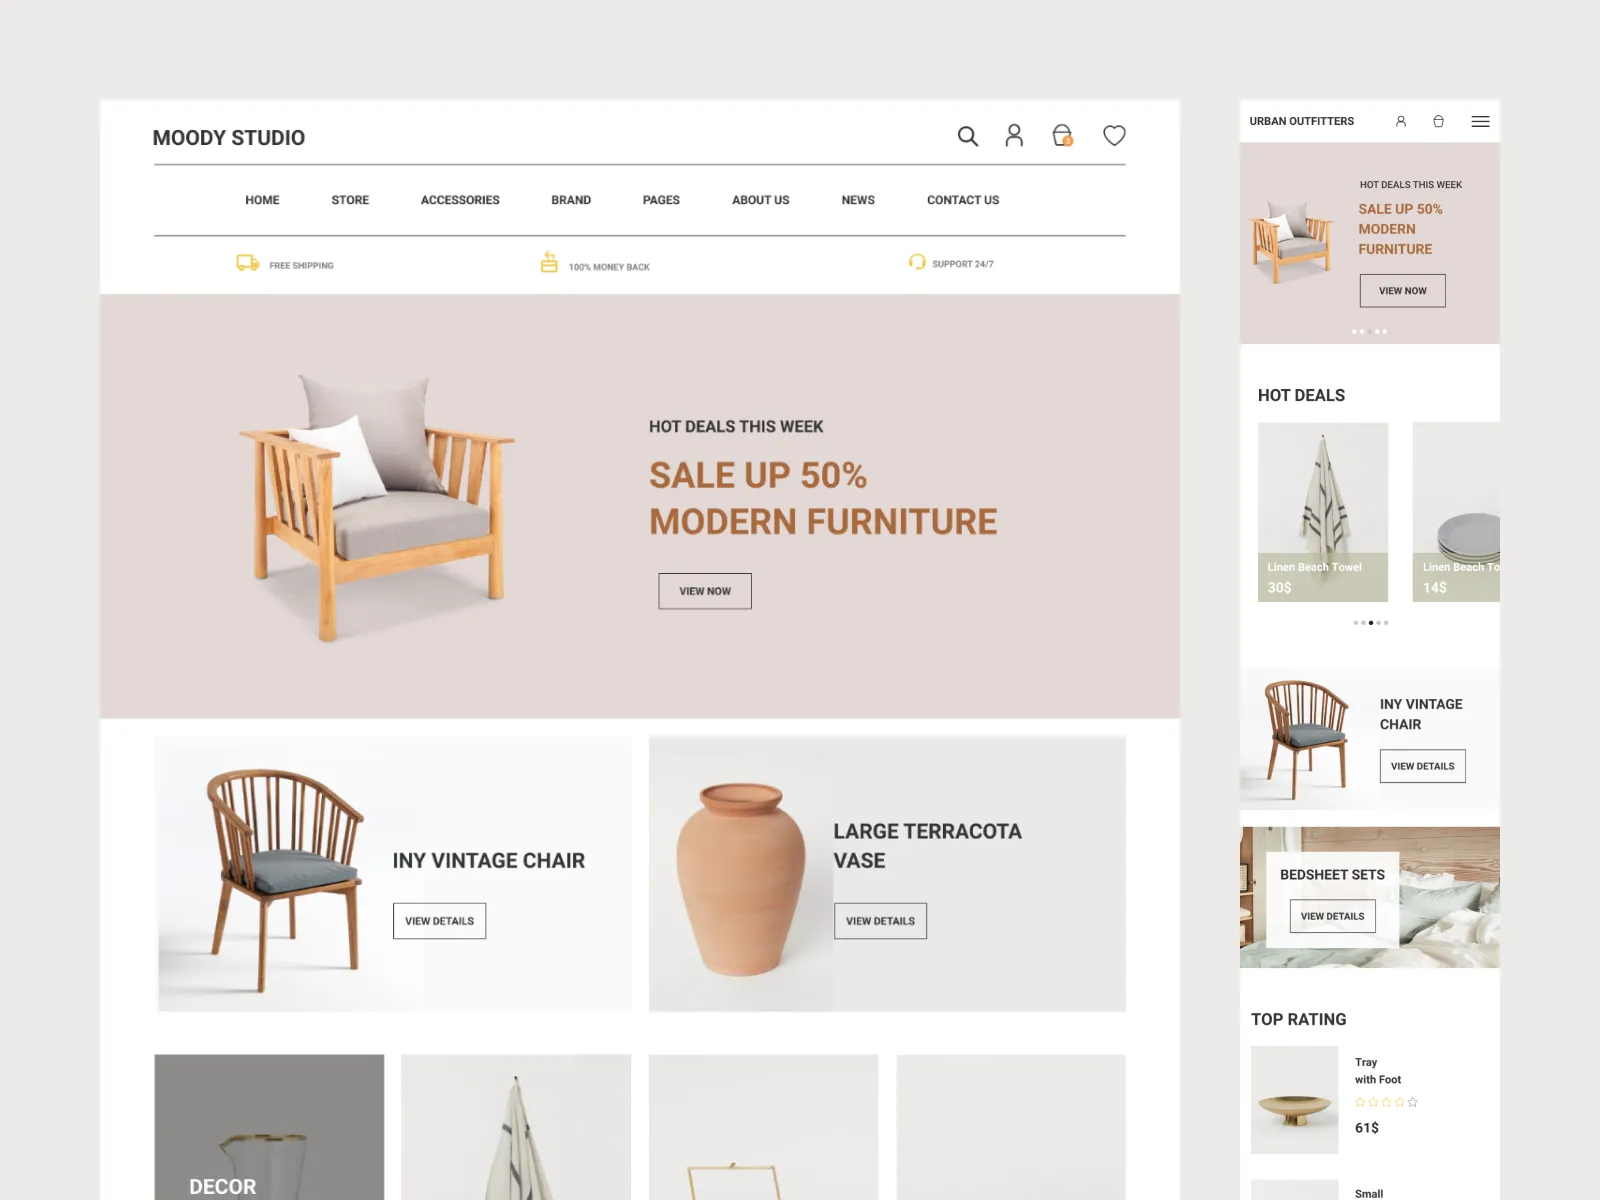 MOODY STUDIO
3
HOME
STORE
ACCESSORIES
BRAND
PAGES
ABOUT US
NEWS
CONTACT US
FREE SHIPPING
100% MONEY BACK
SUPPORT 24/7
HOT DEALS THIS WEEK
SALE UP 50%
MODERN FURNITURE
VIEW NOW
INY VINTAGE CHAIR
VIEW DETAILS
LARGE TERRACOTA
VASE
VIEW DETAILS
DECOR
URBAN OUTFITTERS
HOT DEALS THIS WEEK
SALE UP 50%
MODERN
FURNITURE
VIEW NOW
HOT DEALS
Linen Beach Towel
30$
Linen Beach To
14$
INY VINTAGE
CHAIR
VIEW DETAILS
BEDSHEET SETS
VIEW DETAILS
TOP RATING
Tray
with Foot
61$
Small